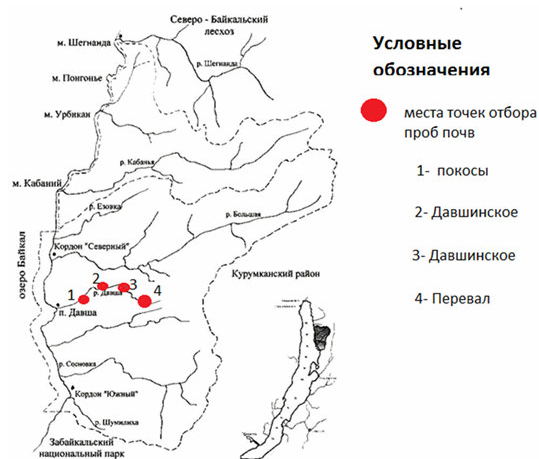 Северо - Байкальский
лесхоз
м. Шегнанда
р. Шегнанда
м. Понгонье
м. Урбикан
р. Кабанья
м. Кабаний
р. Езовка
р. Большая
Кордон "Северный"
озеро Байкал
Курумканский район
1
2
р. Давша
3
4
п. Давша
р. Сосновка
Кордон "Южный"
р. Шумилиха
Забайкальский
национальный парк
Условные
обозначения
места точек отбора
проб почв
1- покосы
2- Давшинское
3- Давшинское
4- Перевал